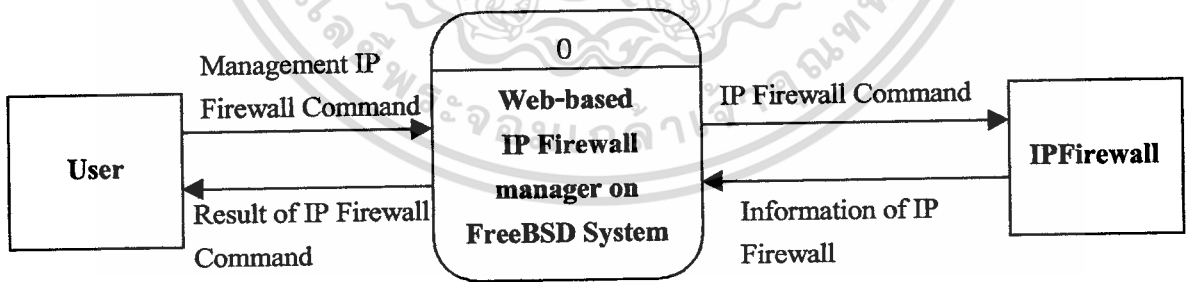 0
Management IP
Firewall Command
Web-based
IP Firewall
manager on
FreeBSD System
IP Firewall Command
User
IPFirewall
Result of IP Firewall
Command
Information of IP
Firewall